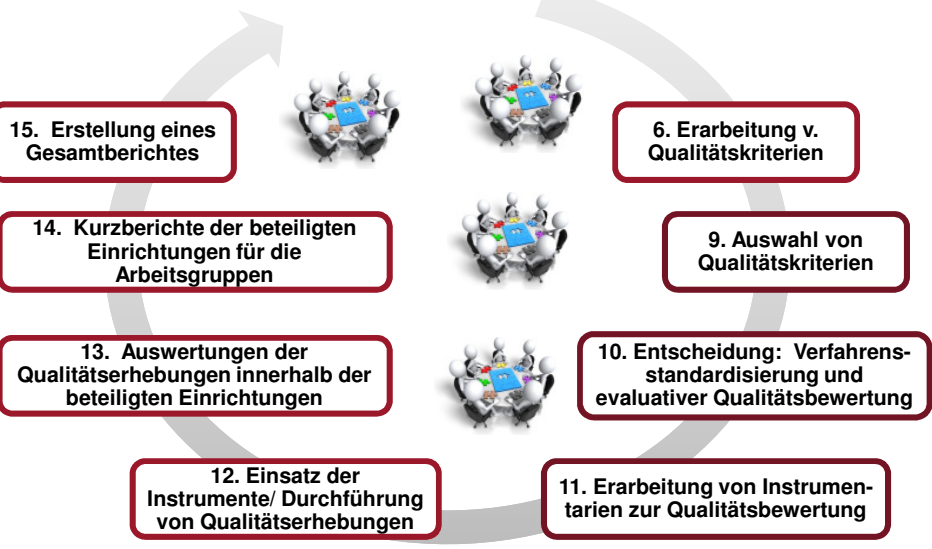 6. Erarbeitung v.
Qualitätskriterien
9. Auswahl von
Qualitätskriterien
10. Entscheidung: Verfahrens-
standardisierung und
evaluativer Qualitätsbewertung
11. Erarbeitung von Instrumen-
tarien zur Qualitätsbewertung
12. Einsatz der
Instrumente/ Durchführung
von Qualitätserhebungen
13. Auswertungen der
Qualitätserhebungen innerhalb der
beteiligten Einrichtungen
14. Kurzberichte der beteiligten
Einrichtungen für die
Arbeitsgruppen
15. Erstellung eines
Gesamtberichtes